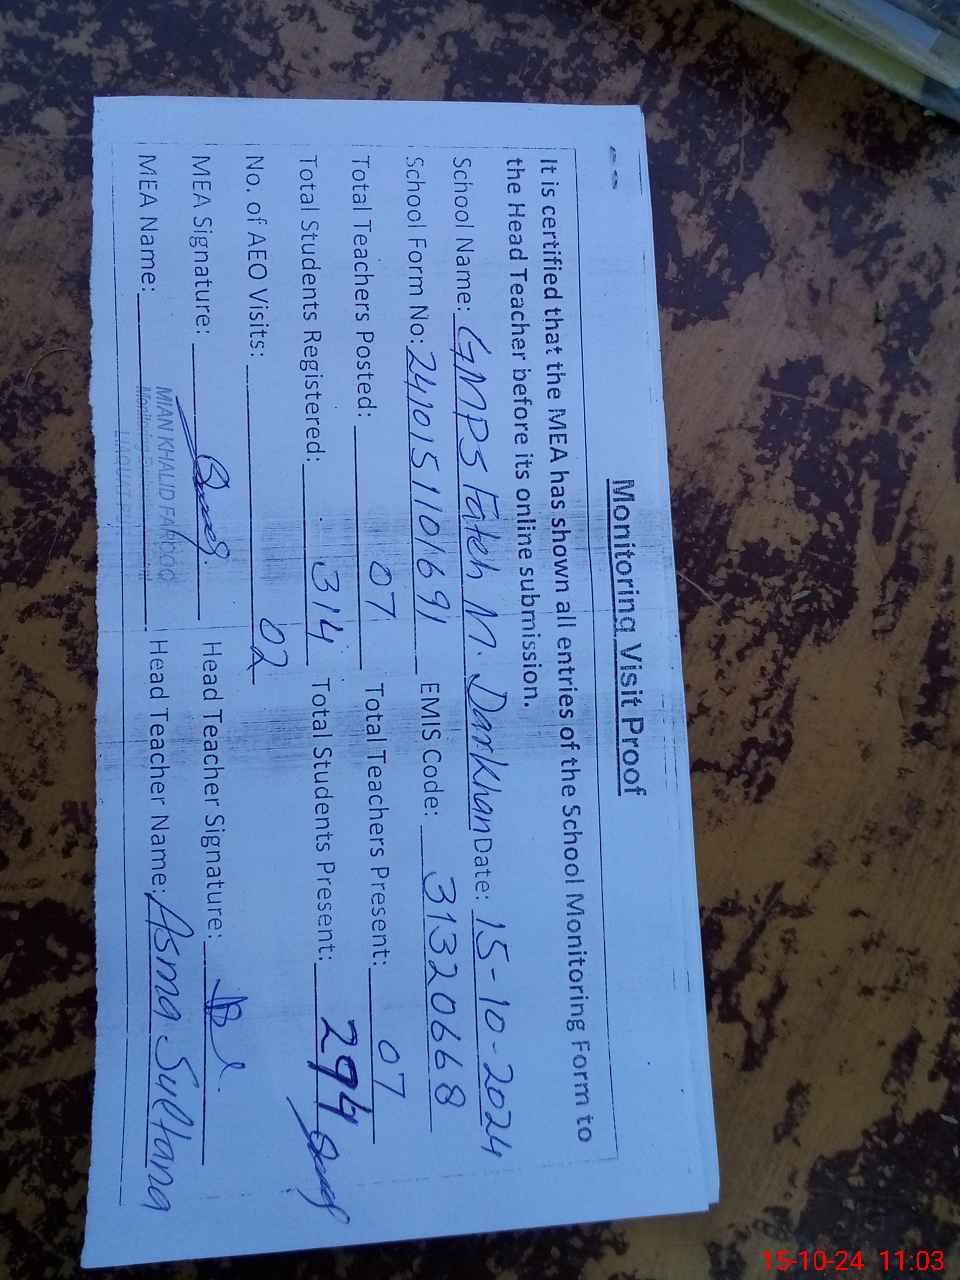 Monitoring Visit Proof
It is certified that the MEA has shown all entries of the School Monitoring Form to
the Head Teacher before its online submission.
School Name: GMPS Fateh M. Darkhan Date: 15-10-2024
School Form No: 2410151101691 EMIS Code: 31320668
Total Teachers Posted: 07 Total Teachers Present: 07
Total Students Registered: 314 Total Students Present: 294
No. of AEO Visits: 02
MEA Signature: Head Teacher Signature:
MEA Name: MIAN KHALID FAROOQ Head Teacher Name: Asma Sultana
15-10-24 11:03